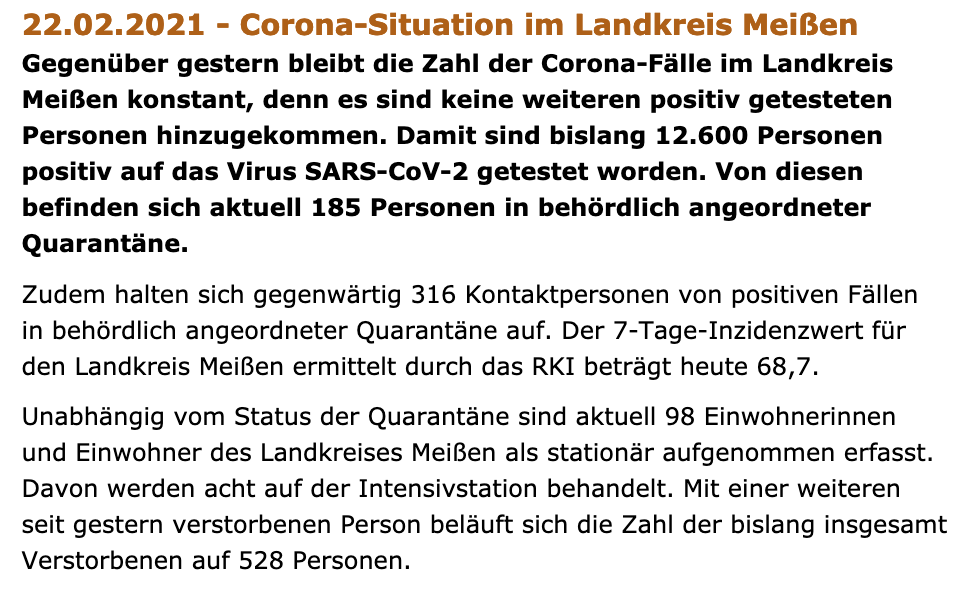 22.02.2021 - Corona-Situation im Landkreis Meißen
Gegenüber gestern bleibt die Zahl der Corona-Fälle im Landkreis
Meißen konstant, denn es sind keine weiteren positiv getesteten
Personen hinzugekommen. Damit sind bislang 12.600 Personen
positiv auf das Virus SARS-CoV-2 getestet worden. Von diesen
befinden sich aktuell 185 Personen in behördlich angeordneter
Quarantäne.
Zudem halten sich gegenwärtig 316 Kontaktpersonen von positiven Fällen
in behördlich angeordneter Quarantäne auf. Der 7-Tage-Inzidenzwert für
den Landkreis Meißen ermittelt durch das RKI beträgt heute 68,7.
Unabhängig vom Status der Quarantäne sind aktuell 98 Einwohnerinnen
und Einwohner des Landkreises Meißen als stationär aufgenommen erfasst.
Davon werden acht auf der Intensivstation behandelt. Mit einer weiteren
seit gestern verstorbenen Person beläuft sich die Zahl der bislang insgesamt
Verstorbenen auf 528 Personen.